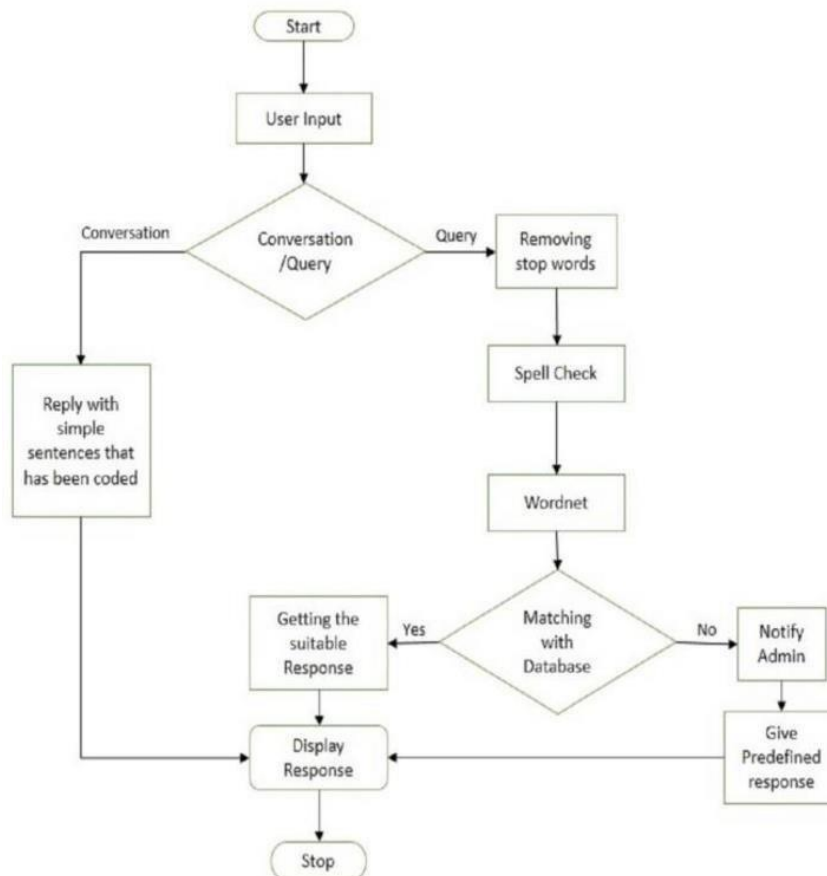 Start
User Input
Conversation
Conversation
/Query
Query
Removing
stop words
Spell Check
Reply with
simple
sentences that
has been coded
Wordnet
Getting the
suitable
Response
Yes
Matching
with
Database
No
Notify
Admin
Display
Response
Give
Predefined
response
Stop